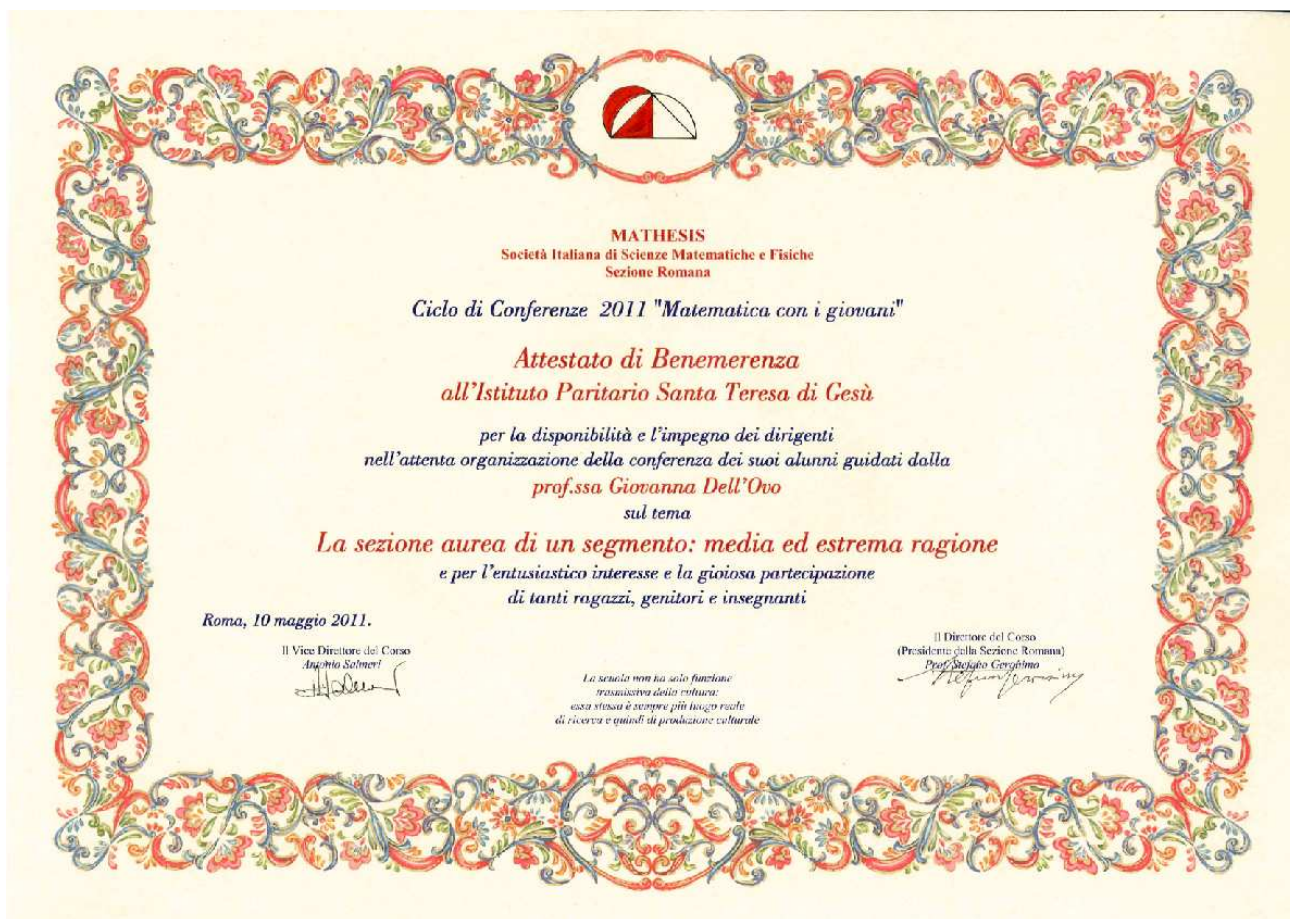 MATHESIS
Società Italiana di Scienze Matematiche e Fisiche
Sezione Romana
Ciclo di Conferenze 2011 "Matematica con i giovani"
Attestato di Benemerenza
all'Istituto Paritario Santa Teresa di Gesù
per la disponibilità e l'impegno dei dirigenti
nell'attenta organizzazione della conferenza dei suoi alunni guidati dalla
prof.ssa Giovanna Dell'Ovo
sul tema
La sezione aurea di un segmento: media ed estrema ragione
e per l'entusiastico interesse e la gioiosa partecipazione
di tanti ragazzi, genitori e insegnanti
Roma, 10 maggio 2011.
Il Vice Direttore del Corso
Antonio Salmeri
La scuola non ha solo funzione
trasmissiva della cultura:
essa stessa è sempre più luogo reale
di ricerca e quindi di produzione culturale
Il Direttore del Corso
(Presidente della Sezione Romana)
Prof. Stefano